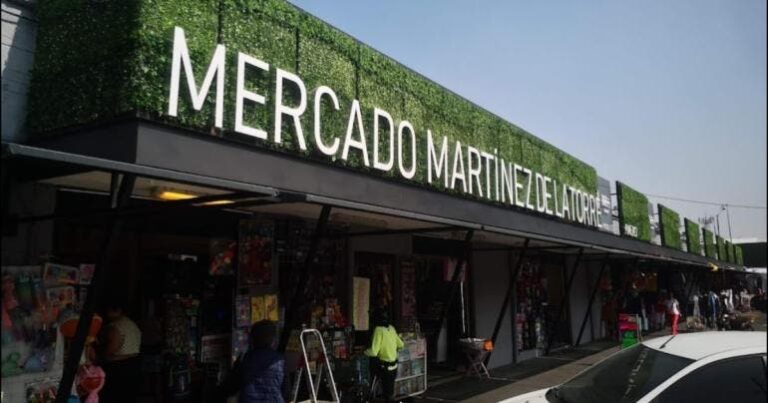 MERCADO MARTÍNEZ DE LA TORRE